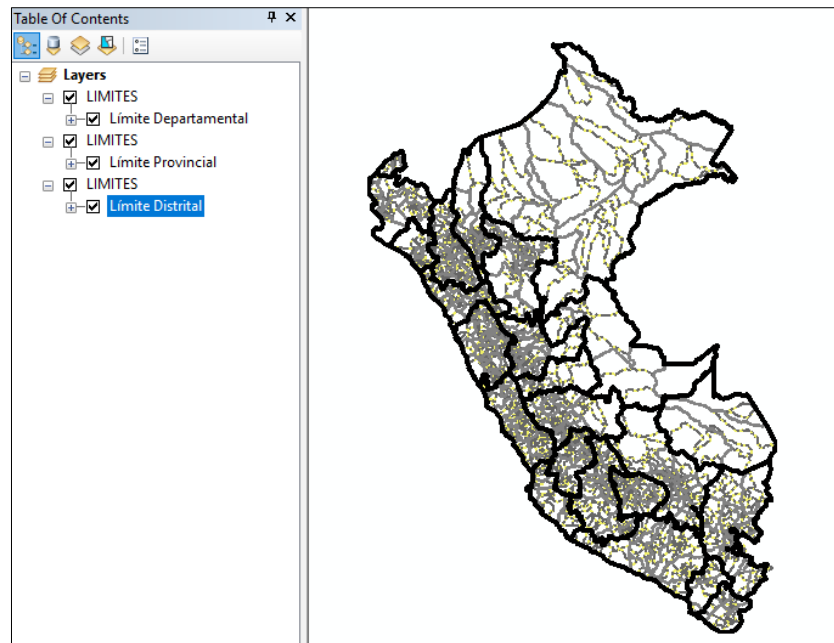 Table Of Contents
Layers
LIMITES
Límite Departamental
LIMITES
Límite Provincial
LIMITES
Límite Distrital